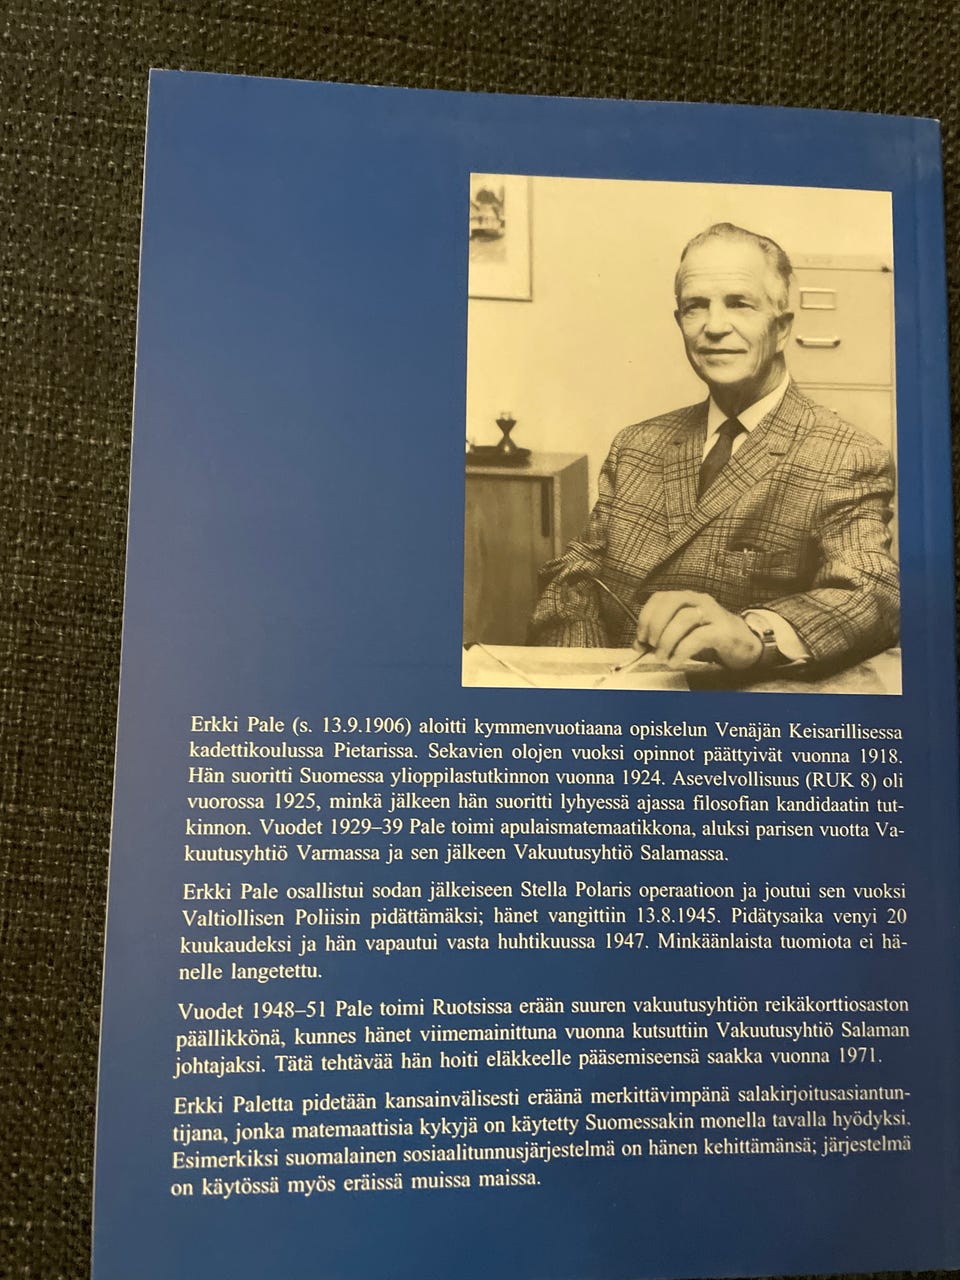 Erkki Pale (s. 13.9.1906) aloitti kymmenvuotiaana opiskelun Venäjän Keisarillisessa
kadettikoulussa Pietarissa. Sekavien olojen vuoksi opinnot päättyivät vuonna 1918.
Hän suoritti Suomessa ylioppilastutkinnon vuonna 1924. Asevelvollisuus (RUK 8) oli
vuorossa 1925, minkä jälkeen hän suoritti lyhyessä ajassa filosofian kandidaatin tut-
kinnon. Vuodet 1929–39 Pale toimi apulaismatemaatikkona, aluksi parisen vuotta Va-
kuutusyhtiö Varmassa ja sen jälkeen Vakuutusyhtiö Salamassa.
Erkki Pale osallistui sodan jälkeiseen Stella Polaris operaatioon ja joutui sen vuoksi
Valtiollisen Poliisin pidättämäksi; hänet vangittiin 13.8.1945. Pidätysaika venyi 20
kuukaudeksi ja hän vapautui vasta huhtikuussa 1947. Minkäänlaista tuomiota ei hä-
nelle langetettu.
Vuodet 1948–51 Pale toimi Ruotsissa erään suuren vakuutusyhtiön reikäkorttiosaston
päällikkönä, kunnes hänet viimemainittuna vuonna kutsuttiin Vakuutusyhtiö Salaman
johtajaksi. Tätä tehtävää hän hoiti eläkkeelle pääsemiseensä saakka vuonna 1971.
Erkki Paletta pidetään kansainvälisesti eräänä merkittävimpänä salakirjoitusasiantun-
tijana, jonka matemaattisia kykyjä on käytetty Suomessakin monella tavalla hyödyksi.
Esimerkiksi suomalainen sosiaalitunnusjärjestelmä on hänen kehittämänsä; järjestelmä
on käytössä myös eräissä muissa maissa.